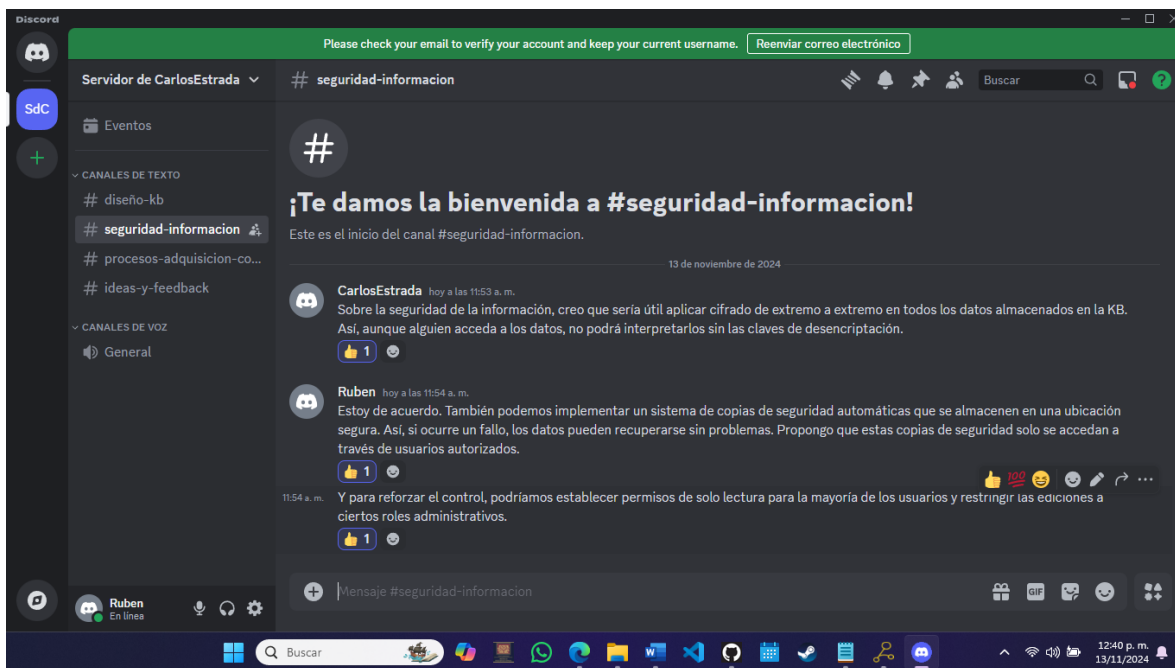 Discord
Please check your email to verify your account and keep your current username.
Reenviar correo electrónico
Servidor de CarlosEstrada
# seguridad-informacion
Buscar
SdC
Eventos
CANALES DE TEXTO
# diseño-kb
# seguridad-informacion
# procesos-adquisicion-co...
# ideas-y-feedback
CANALES DE VOZ
General
#
¡Te damos la bienvenida a #seguridad-informacion!
Este es el inicio del canal #seguridad-informacion.
13 de noviembre de 2024
CarlosEstrada hoy a las 11:53 a. m.
Sobre la seguridad de la información, creo que sería útil aplicar cifrado de extremo a extremo en todos los datos almacenados en la KB.
Así, aunque alguien acceda a los datos, no podrá interpretarlos sin las claves de desencriptación.
1
Ruben hoy a las 11:54 a. m.
Estoy de acuerdo. También podemos implementar un sistema de copias de seguridad automáticas que se almacenen en una ubicación
segura. Así, si ocurre un fallo, los datos pueden recuperarse sin problemas. Propongo que estas copias de seguridad solo se accedan a
través de usuarios autorizados.
1
11:54 a. m.
Y para reforzar el control, podríamos establecer permisos de solo lectura para la mayoría de los usuarios y restringir las ediciones a
ciertos roles administrativos.
1
Mensaje #seguridad-informacion
GIF
Ruben
En línea
Buscar
12:40 p. m.
13/11/2024